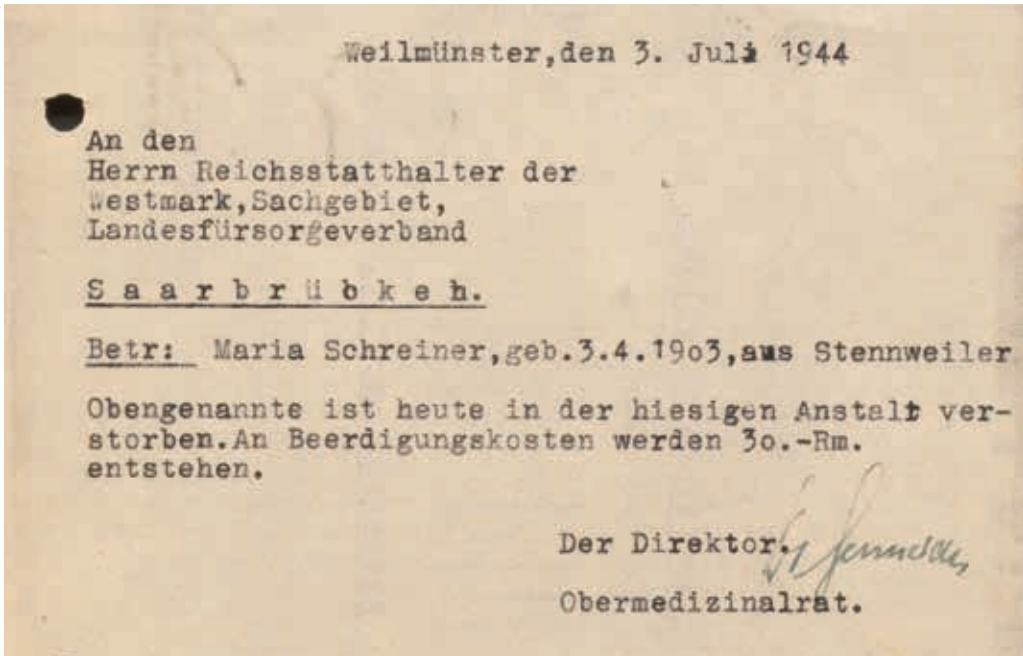 Weilmünster,den 3. Juli 1944
An den
Herrn Reichsstatthalter der
Westmark,Sachgebiet,
Landesfürsorgeverband
S a a r b r ü b k e h.
Betr: Maria Schreiner,geb.3.4.19o3,aus Stennweiler
Obengenannte ist heute in der hiesigen Anstalt ver-
storben.An Beerdigungskosten werden 3o.-Rm.
entstehen.
Der Direktor.
Obermedizinalrat.